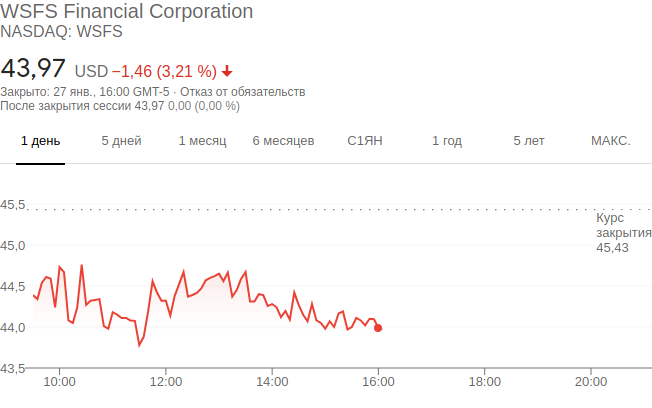 WSFS Financial Corporation
NASDAQ: WSFS
43,97 USD −1,46 (3,21 %)
Закрыто: 27 янв., 16:00 GMT-5 · Отказ от обязательств
После закрытия сессии 43,97 0,00 (0,00 %)
1 день 5 дней 1 месяц 6 месяцев С1ЯН 1 год 5 лет МАКС.
45,5
Курс
закрытия
45,43
45,0
44,5
44,0
43,5
10:00 12:00 14:00 16:00 18:00 20:00